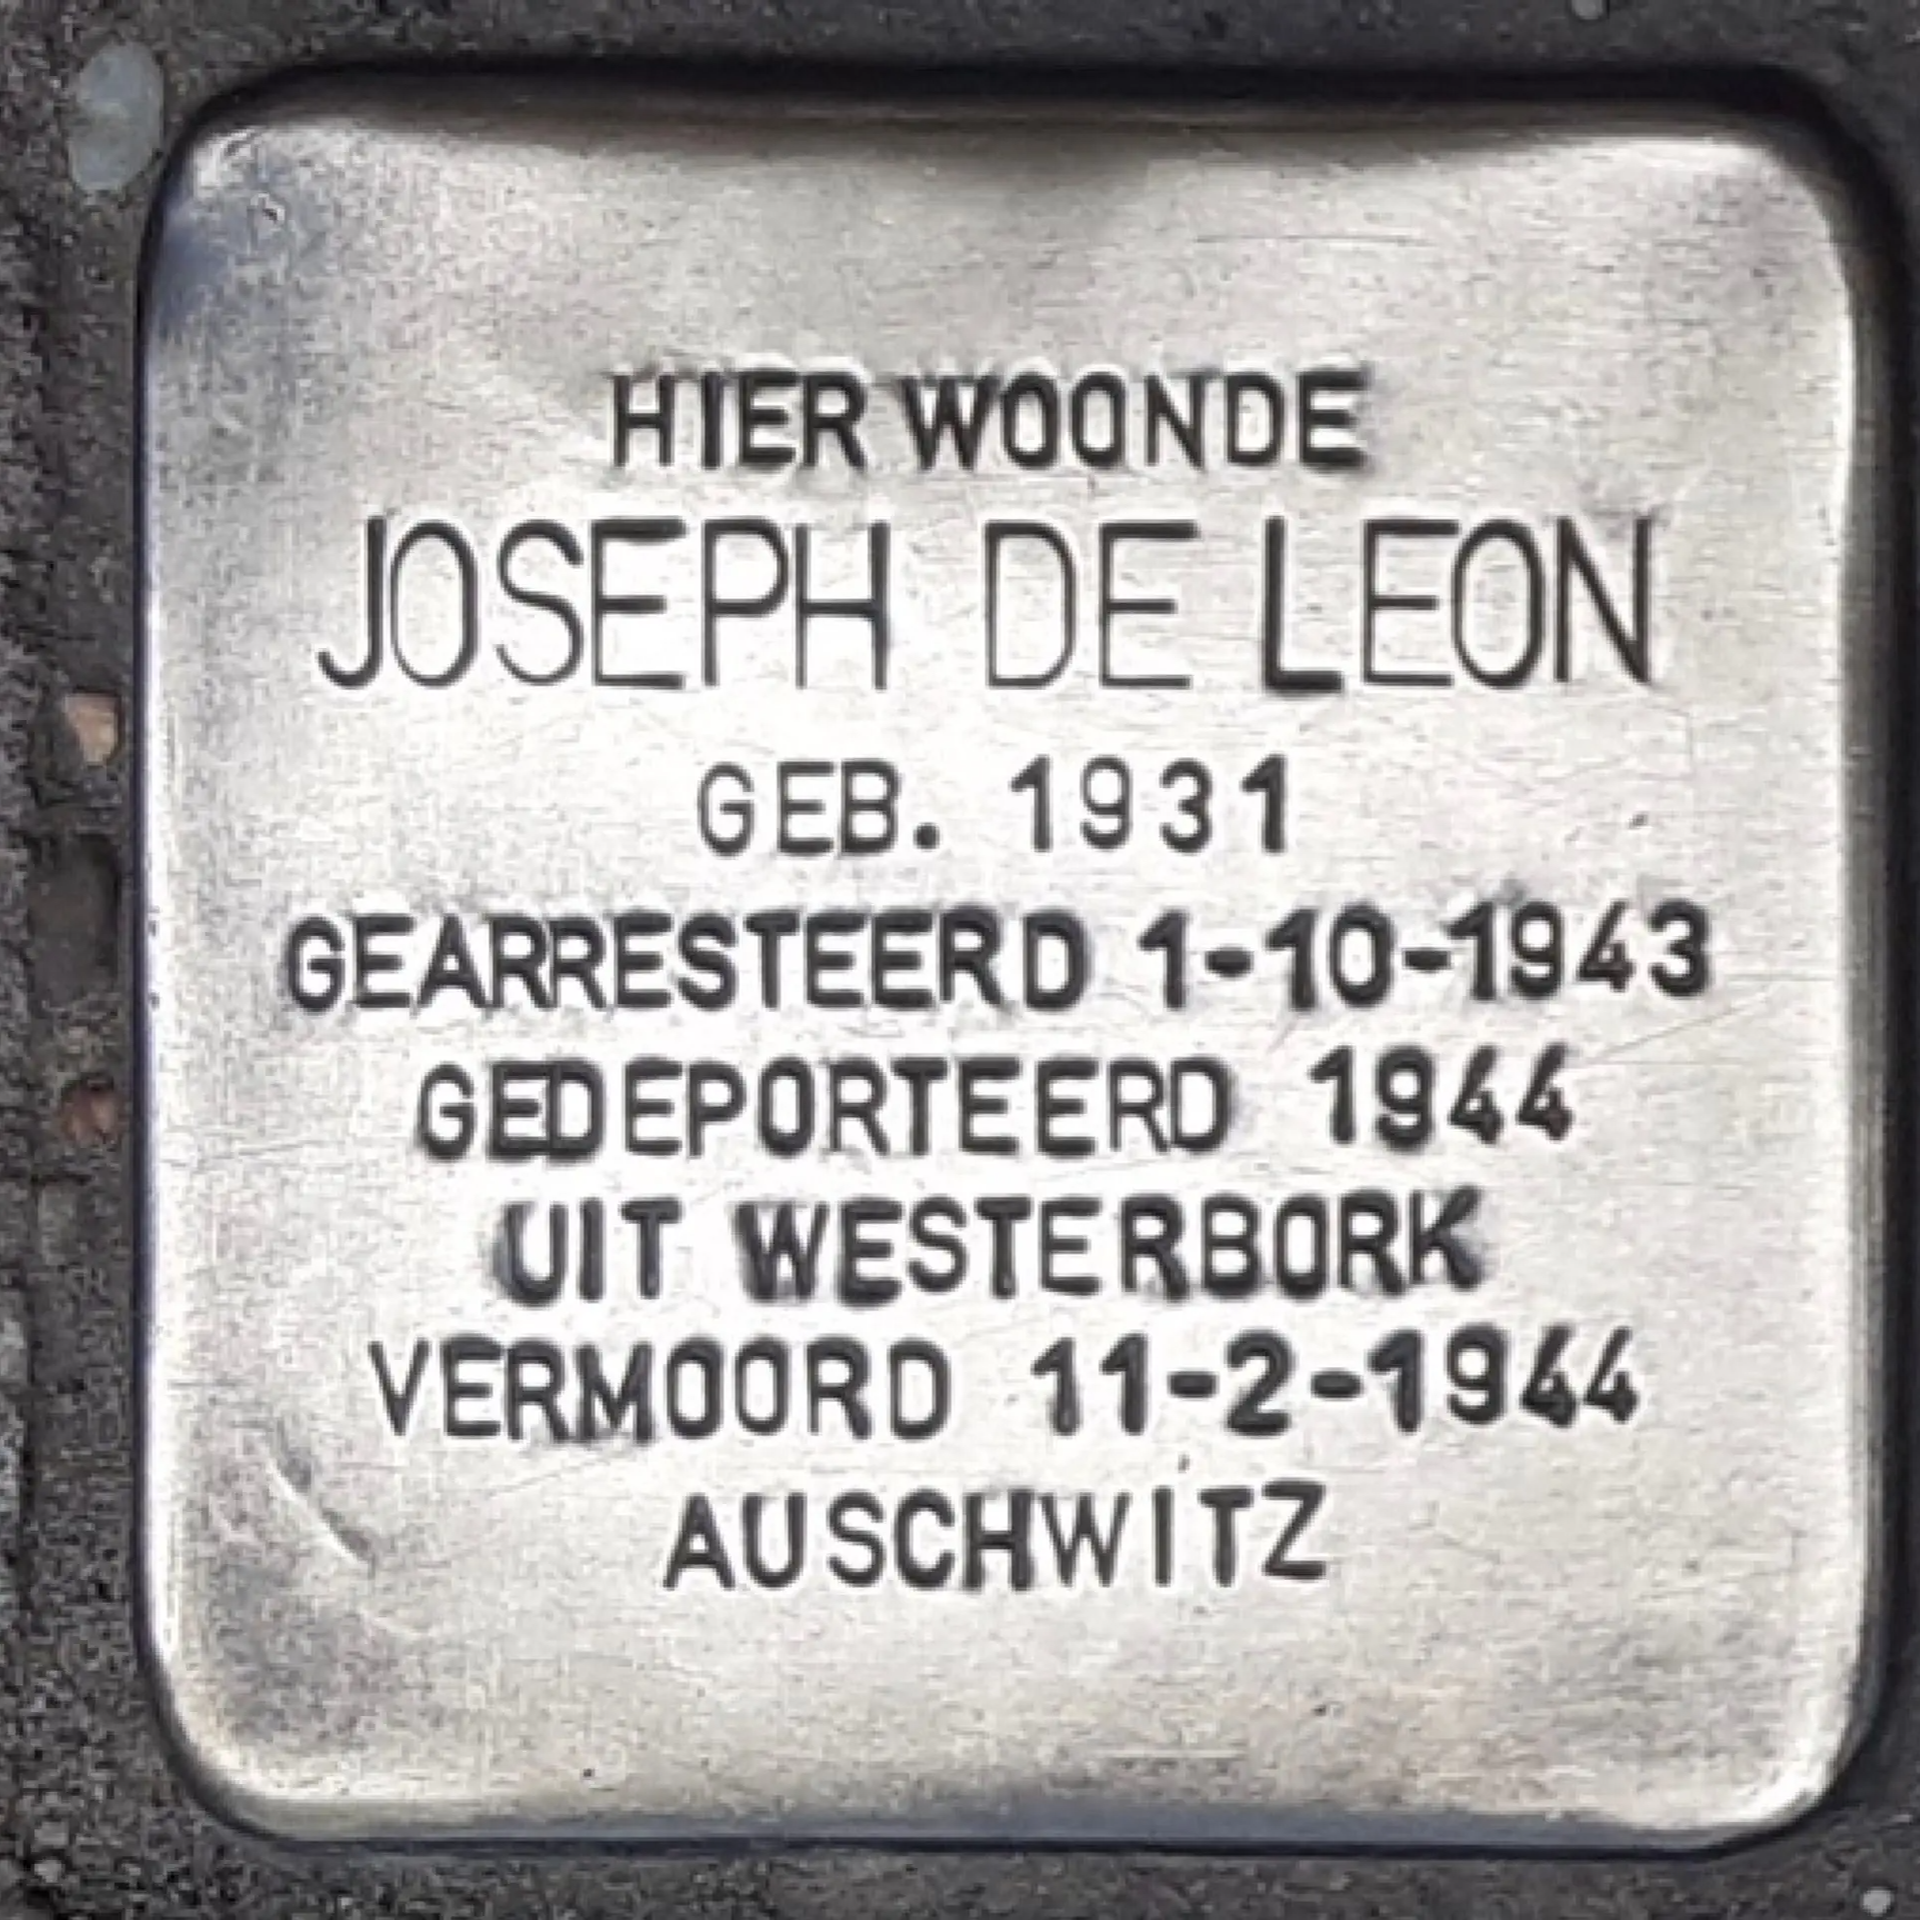 HIER WOONDE
JOSEPH DE LEON
GEB. 1931
GEARRESTEERD 1-10-1943
GEDEPORTEERD 1944
UIT WESTERBORK
VERMOORD 11-2-1944
AUSCHWITZ